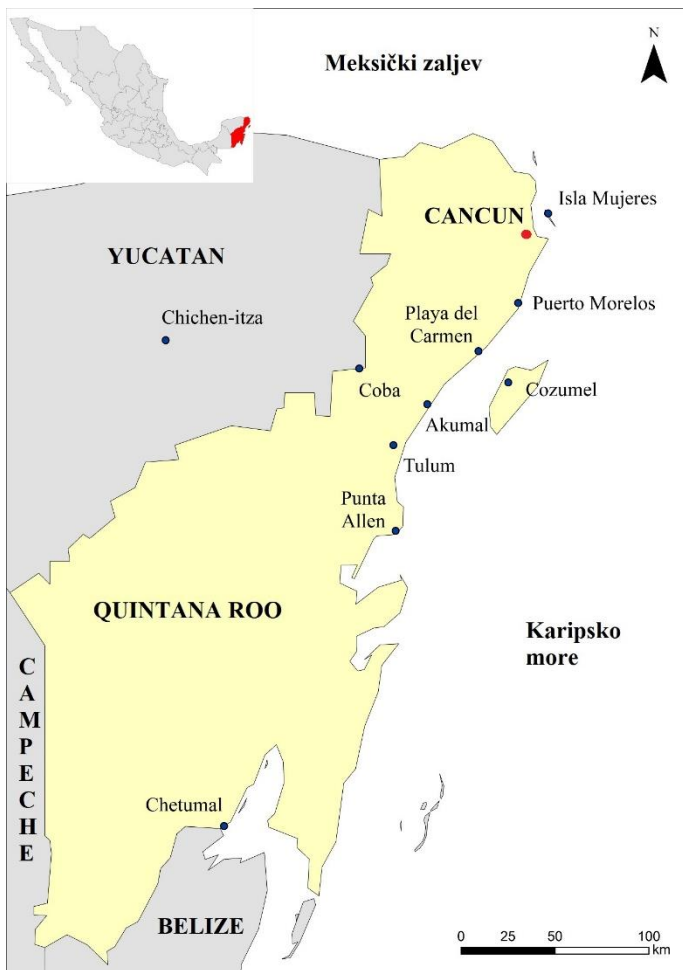 N
Meksički zaljev
Isla Mujeres
CANCUN
YUCATAN
Puerto Morelos
Chichen-itza
Playa del
Carmen
Coba
Cozumel
Akumal
Tulum
Punta
Allen
QUINTANA ROO
Karipsko
more
CAMPECHE
Chetumal
BELIZE
0 25 50 100
km